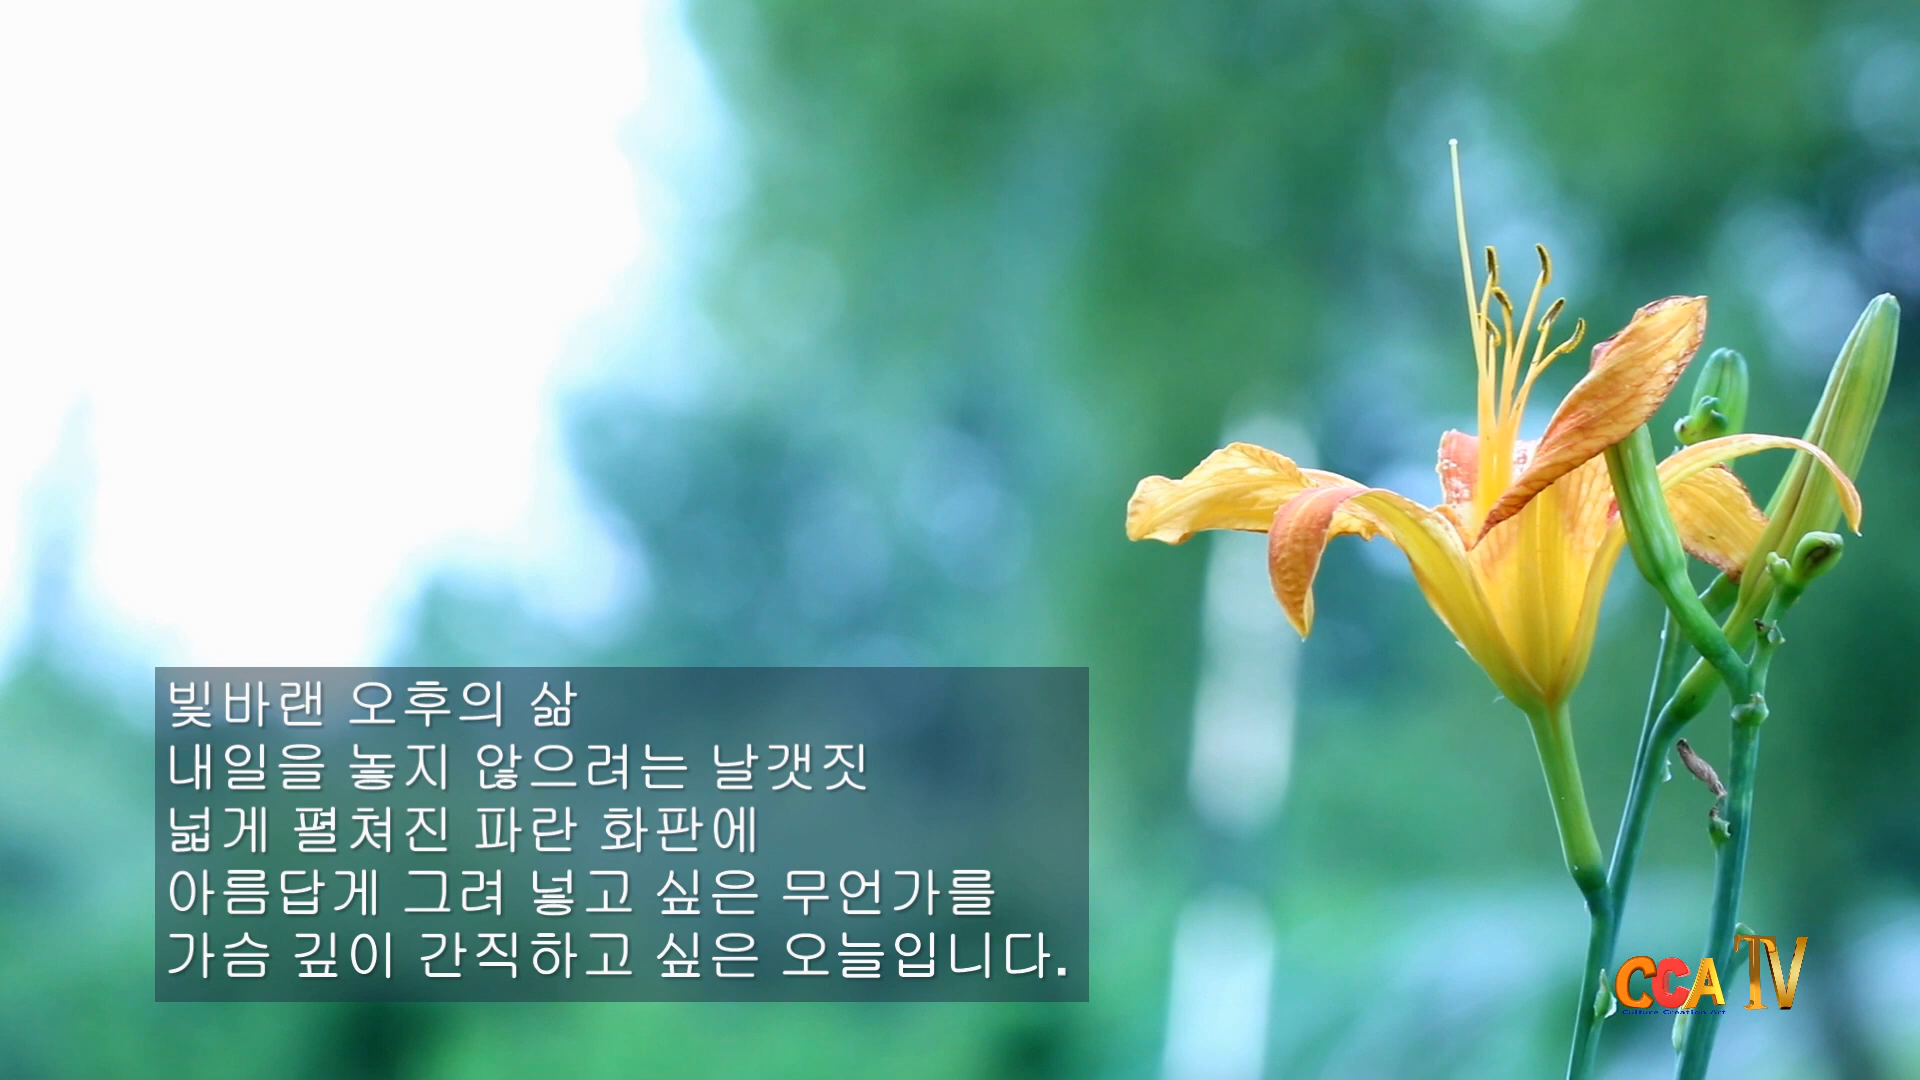 빛바랜 오후의 삶
내일을 놓지 않으려는 날갯짓
넓게 펼쳐진 파란 화판에
아름답게 그려 넣고 싶은 무언가를
가슴 깊이 간직하고 싶은 오늘입니다.
CCA TV
Culture Creation Art